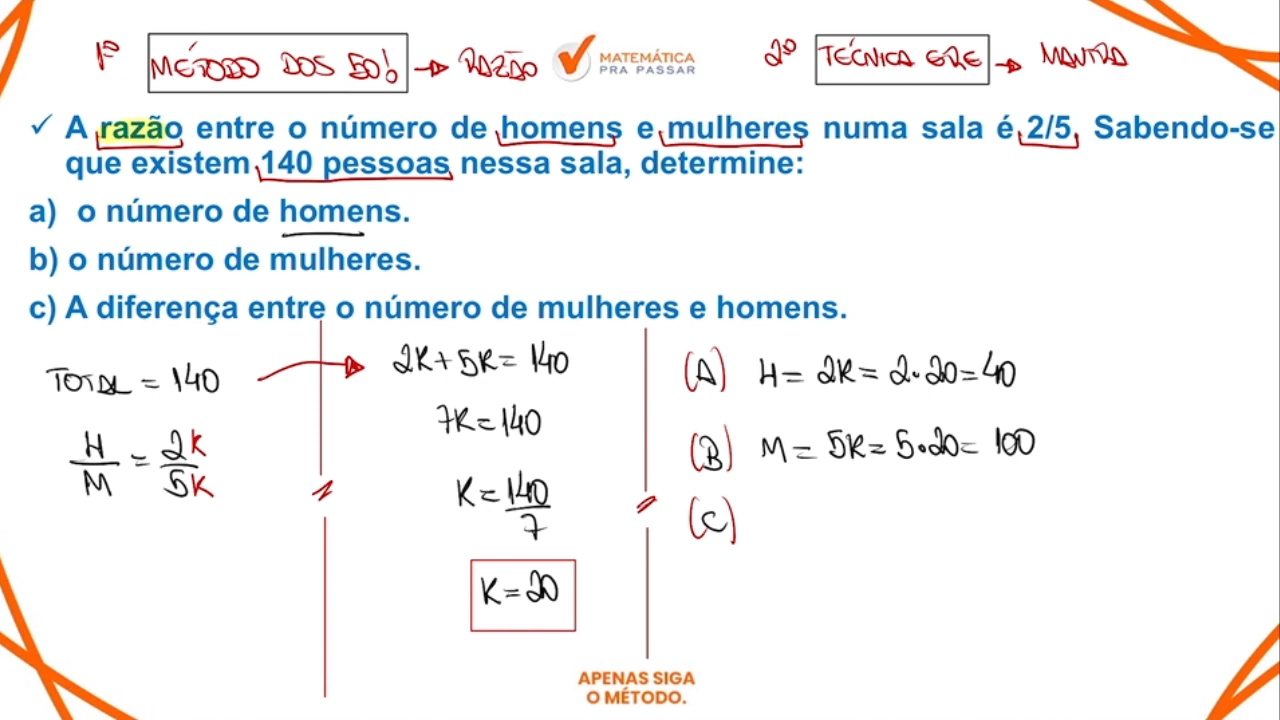 1º MÉTODO DOS 50! → RAZÃO
MATEMÁTICA
PRA PASSAR
2º TÉCNICA → MANTRA
✓ A razão entre o número de homens e mulheres numa sala é 2/5. Sabendo-se
que existem 140 pessoas nessa sala, determine:
a) o número de homens.
b) o número de mulheres.
c) A diferença entre o número de mulheres e homens.
TOTAL = 140
H/M = 2K/5K
2K + 5K = 140
7K = 140
K = 140/7
K = 20
(A) H = 2K = 2·20 = 40
(B) M = 5K = 5·20 = 100
(C)
APENAS SIGA
O MÉTODO.